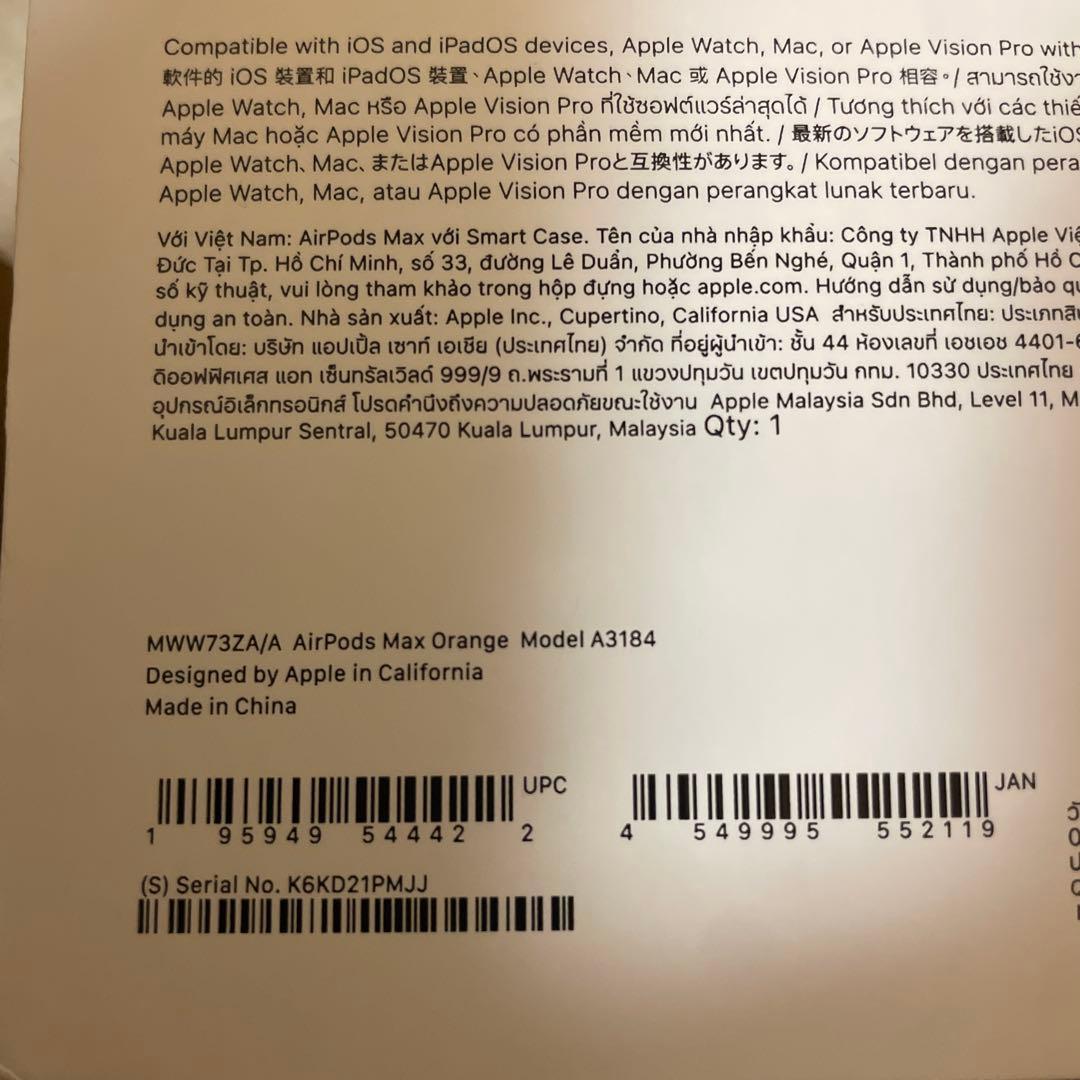 Compatible with iOS and iPadOS devices, Apple Watch, Mac, or Apple Vision Pro with
軟件的 iOS 裝置和 iPadOS 裝置、Apple Watch、Mac 或 Apple Vision Pro 相容。/ สามารถใช้งา
Apple Watch, Mac หรือ Apple Vision Pro ที่ใช้ซอฟต์แวร์ล่าสุดได้ / Tương thích với các thiế
máy Mac hoặc Apple Vision Pro có phần mềm mới nhất. / 最新のソフトウェアを搭載したiOS
Apple Watch、Mac、またはApple Vision Proと互換性があります。/ Kompatibel dengan pera
Apple Watch, Mac, atau Apple Vision Pro dengan perangkat lunak terbaru.
Với Việt Nam: AirPods Max với Smart Case. Tên của nhà nhập khẩu: Công ty TNHH Apple Việ
Đức Tại Tp. Hồ Chí Minh, số 33, đường Lê Duẩn, Phường Bến Nghé, Quận 1, Thành phố Hồ C
số kỹ thuật, vui lòng tham khảo trong hộp đựng hoặc apple.com. Hướng dẫn sử dụng/bảo qu
dụng an toàn. Nhà sản xuất: Apple Inc., Cupertino, California USA สำหรับประเทศไทย: ประเภทสิน
นำเข้าโดย: บริษัท แอปเปิ้ล เซาท์ เอเชีย (ประเทศไทย) จำกัด ที่อยู่ผู้นำเข้า: ชั้น 44 ห้องเลขที่ เอชเอช 4401-6
ดิออฟฟิศเศส แอท เซ็นทรัลเวิลด์ 999/9 ถ.พระรามที่ 1 แขวงปทุมวัน เขตปทุมวัน กทม. 10330 ประเทศไทย
อุปกรณ์อิเล็กทรอนิกส์ โปรดคำนึงถึงความปลอดภัยขณะใช้งาน Apple Malaysia Sdn Bhd, Level 11, M
Kuala Lumpur Sentral, 50470 Kuala Lumpur, Malaysia Qty: 1
MWW73ZA/A AirPods Max Orange Model A3184
Designed by Apple in California
Made in China
UPC
1 95949 54442 2
JAN
4 549995 552119
(S) Serial No. K6KD21PMJJ